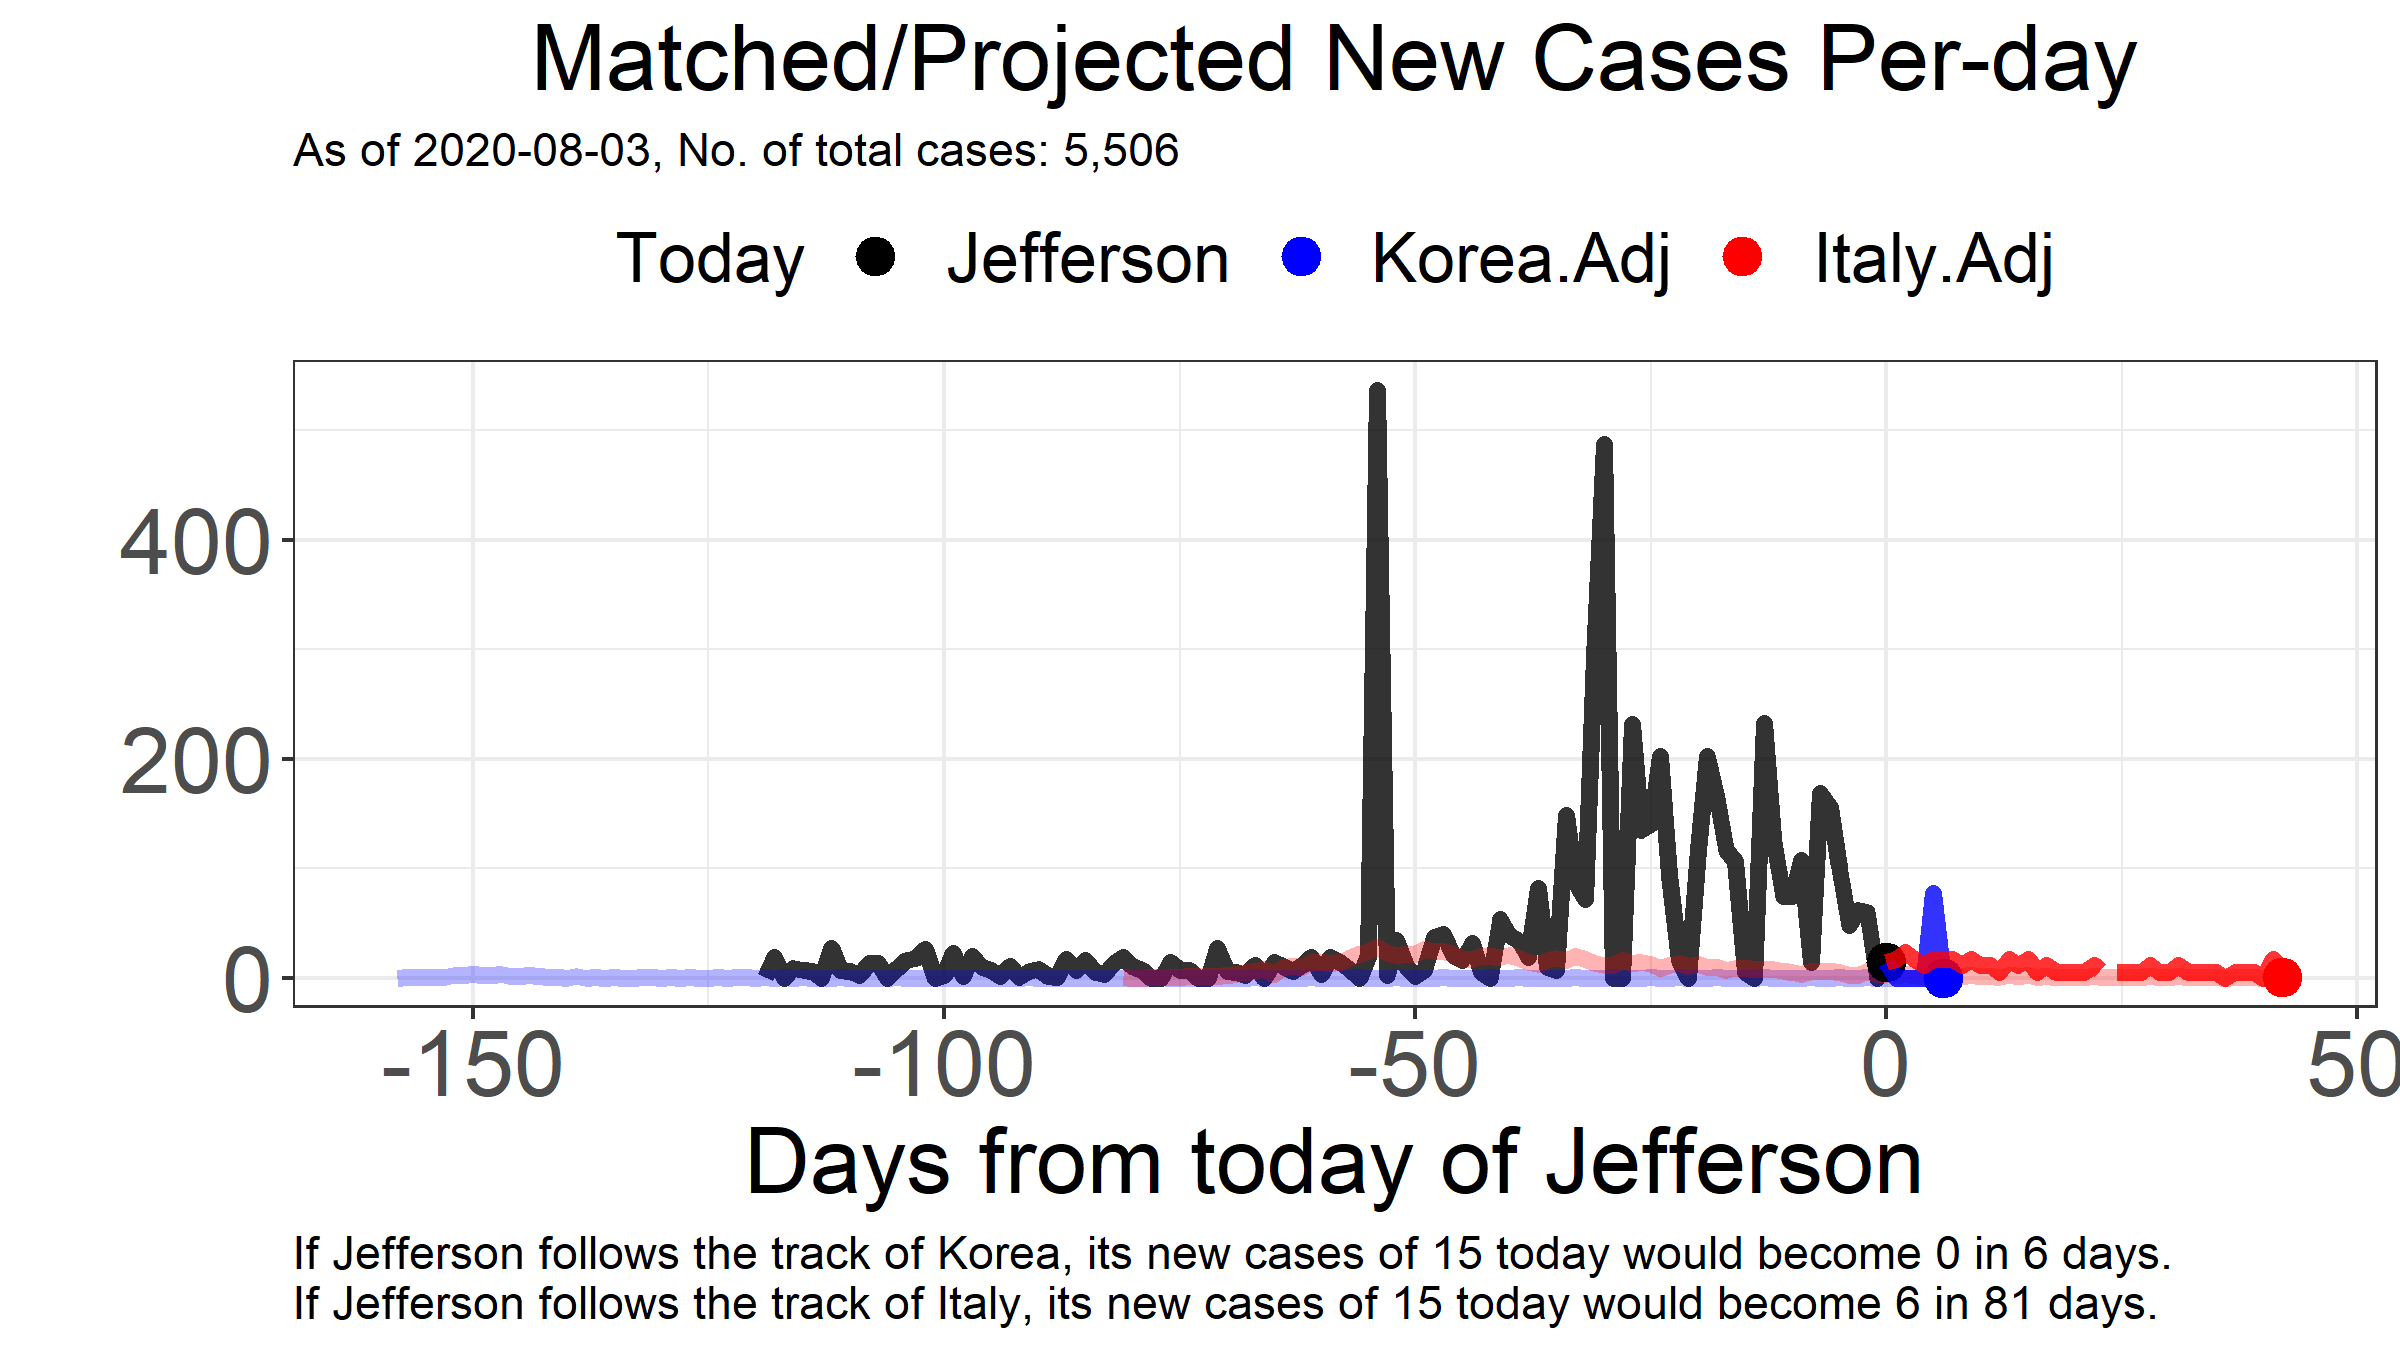 Matched/Projected New Cases Per-day
As of 2020-08-03, No. of total cases: 5,506
Today Jefferson Korea.Adj Italy.Adj
400
200
0
-150 -100 -50 0 50
Days from today of Jefferson
If Jefferson follows the track of Korea, its new cases of 15 today would become 0 in 6 days.
If Jefferson follows the track of Italy, its new cases of 15 today would become 6 in 81 days.